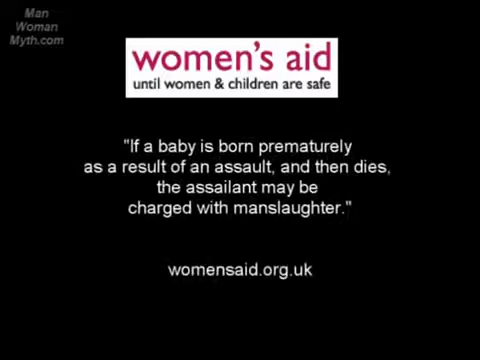 Man
Woman
Myth.com
women's aid
until women & children are safe
"If a baby is born prematurely
as a result of an assault, and then dies,
the assailant may be
charged with manslaughter."
womensaid.org.uk